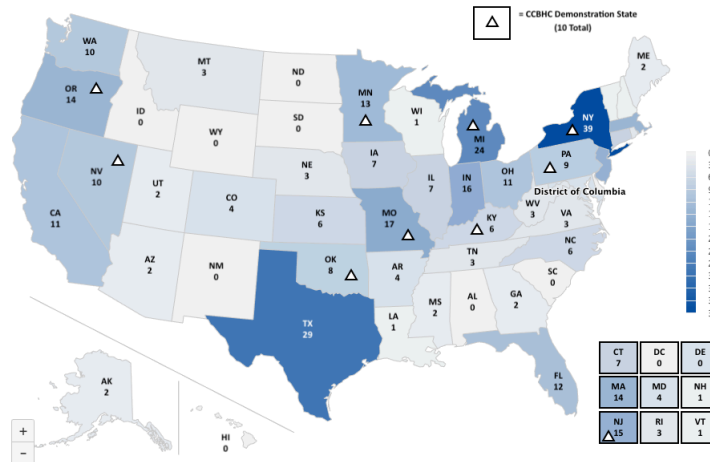 = CCBHC Demonstration State
(10 Total)
WA
10
OR
14
CA
11
NV
10
ID
0
MT
3
WY
0
UT
2
AZ
2
CO
4
NM
0
ND
0
SD
0
NE
3
KS
6
OK
8
TX
29
MN
13
IA
7
MO
17
AR
4
LA
1
WI
1
IL
7
MI
24
IN
16
OH
11
KY
6
TN
3
MS
2
AL
0
GA
2
FL
12
SC
0
NC
6
VA
3
WV
3
District of Columbia
PA
9
NY
39
ME
2
AK
2
HI
0
CT
7
DC
0
DE
0
MA
14
MD
4
NH
1
NJ
15
RI
3
VT
1
+
−